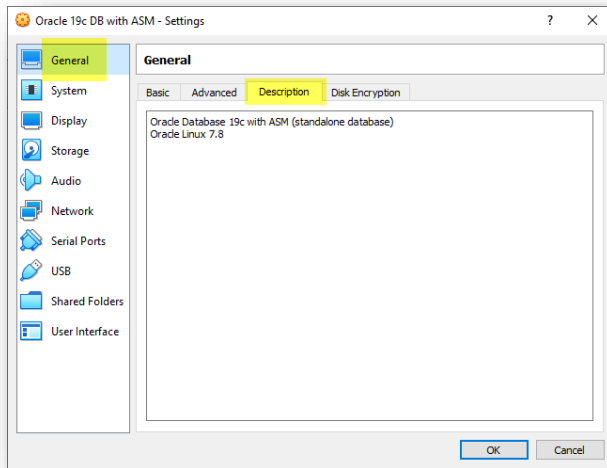 Oracle 19c DB with ASM - Settings
?
General
System
Display
Storage
Audio
Network
Serial Ports
USB
Shared Folders
User Interface
General
Basic Advanced Description Disk Encryption
Oracle Database 19c with ASM (standalone database)
Oracle Linux 7.8
OK Cancel